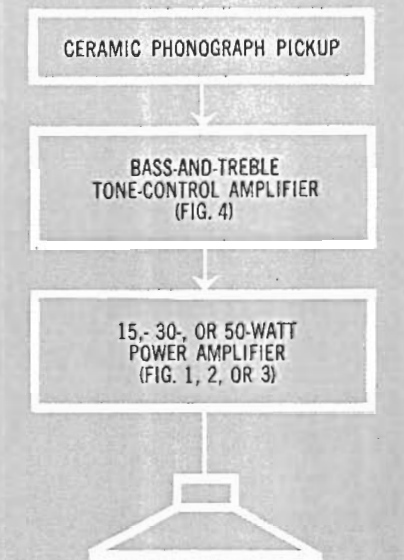 CERAMIC PHONOGRAPH PICKUP
BASS-AND-TREBLE
TONE-CONTROL AMPLIFIER
(FIG. 4)
15,- 30-, OR 50-WATT
POWER AMPLIFIER
(FIG. 1, 2, OR 3)